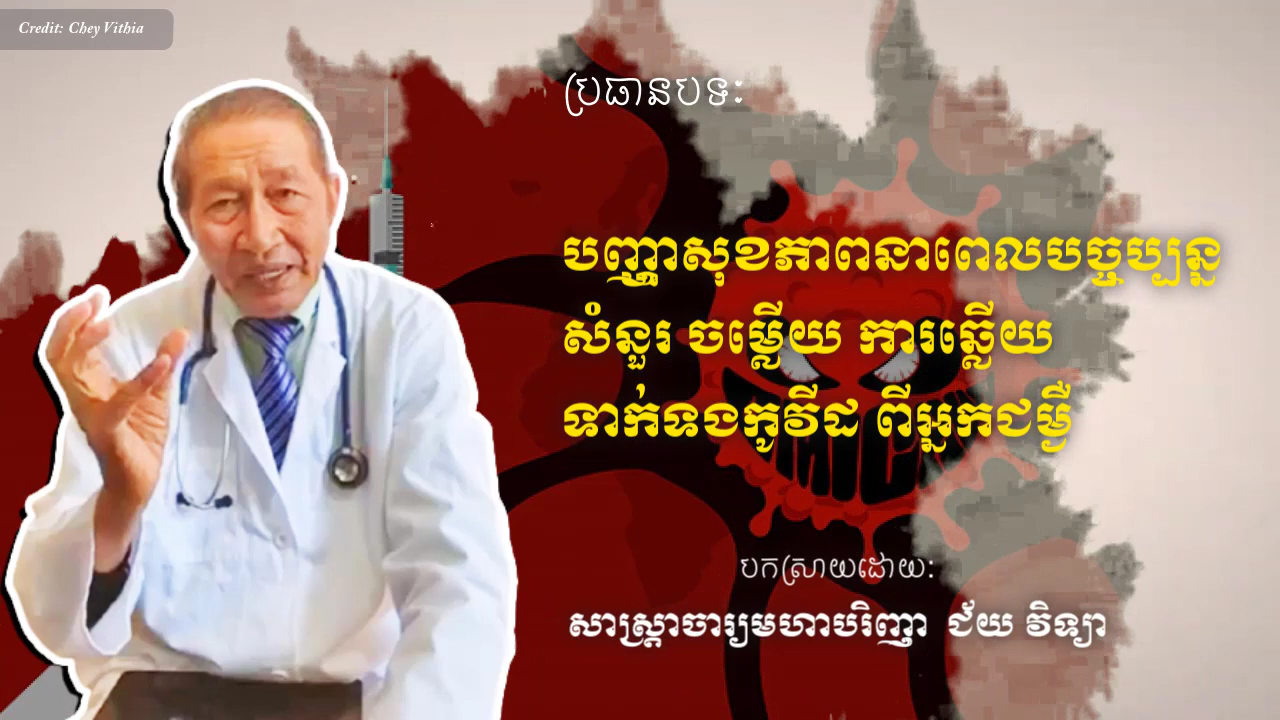 Credit: Chey Vithia
ប្រធានបទ:
បញ្ហាសុខភាពនាពេលបច្ចុប្បន្ន
សំនួរ ចម្លើយ ការឆ្លើយ
ទាក់ទងកូវីដ ពីអ្នកជម្ងឺ
បកស្រាយដោយ:
សាស្ត្រាចារ្យមហាបរិញ្ញា ជ័យ វិទ្យា